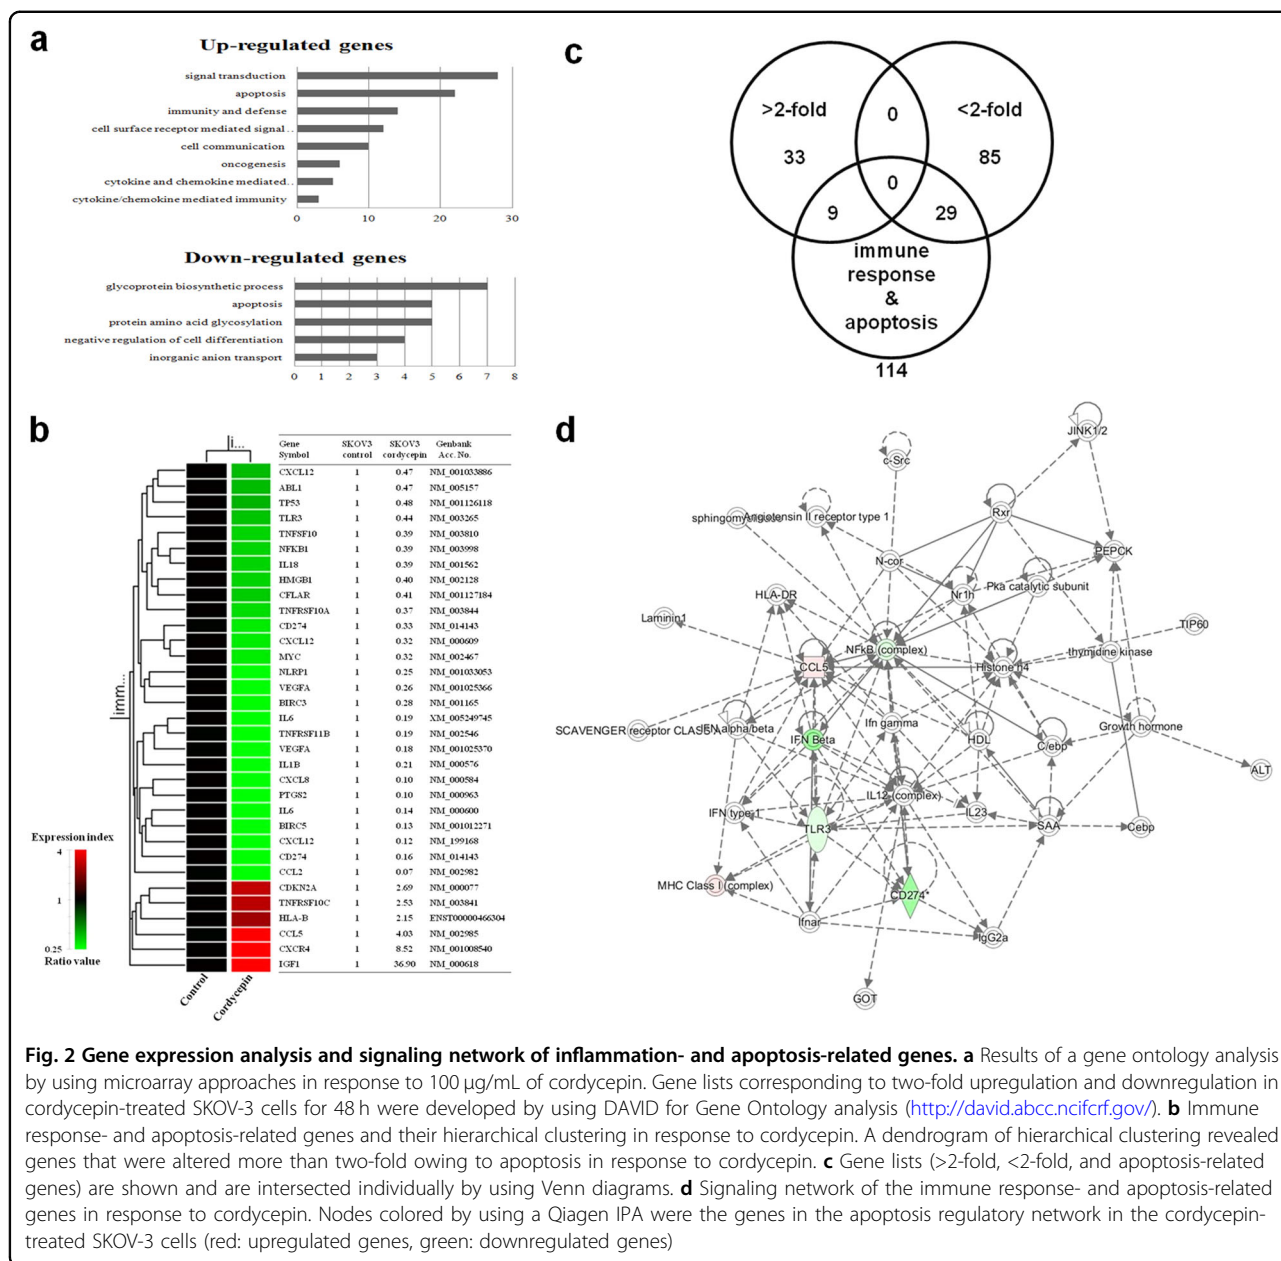 a
Up-regulated genes
signal transduction
apoptosis
immunity and defense
cell surface receptor mediated signal ..
cell communication
oncogenesis
cytokine and chemokine mediated ..
cytokine/chemokine mediated immunity
0 10 20 30
Down-regulated genes
glycoprotein biosynthetic process
apoptosis
protein amino acid glycosylation
negative regulation of cell differentiation
inorganic anion transport
0 1 2 3 4 5 6 7 8
c
>2-fold 0 <2-fold
33 85
0
9 29
immune
response
&
apoptosis
114
b
i...
imm...
Gene Symbol SKOV3 control SKOV3 cordycepin Genbank Acc. No.
CXCL12 1 0.47 NM_001033886
ABL1 1 0.47 NM_005157
TP53 1 0.48 NM_001126118
TLR3 1 0.44 NM_003265
TNFSF10 1 0.39 NM_003810
NFKB1 1 0.39 NM_003998
IL18 1 0.39 NM_001562
HMGB1 1 0.40 NM_002128
CFLAR 1 0.41 NM_001127184
TNFRSF10A 1 0.37 NM_003844
CD274 1 0.33 NM_014143
CXCL12 1 0.32 NM_000609
MYC 1 0.32 NM_002467
NLRP1 1 0.25 NM_001033053
VEGFA 1 0.26 NM_001025366
BIRC3 1 0.28 NM_001165
IL6 1 0.19 XM_005249745
TNFRSF11B 1 0.19 NM_002546
VEGFA 1 0.18 NM_001025370
IL1B 1 0.21 NM_000576
CXCL8 1 0.10 NM_000584
PTGS2 1 0.10 NM_000963
IL6 1 0.14 NM_000600
BIRC5 1 0.13 NM_001012271
CXCL12 1 0.12 NM_199168
CD274 1 0.16 NM_014143
CCL2 1 0.07 NM_002982
CDKN2A 1 2.69 NM_000077
TNFRSF10C 1 2.53 NM_003841
HLA-B 1 2.15 ENST00000466304
CCL5 1 4.03 NM_002985
CXCR4 1 8.52 NM_001008540
IGF1 1 36.90 NM_000618
Expression index
4
1
0.25
Ratio value
Control
Cordycepin
d
JINK1/2
c-Src
Angiotensin II receptor type 1
Rxr
PEPCK
N-cor
Pka catalytic subunit
HLA-DR
Nr1h
Laminin1
TIP60
NFkB (complex)
thymidine kinase
CCL5
Histone h4
SCAVENGER receptor CLASS
IFN alpha/beta
Ifn gamma
Growth hormone
IFN Beta
HDL
C/ebp
ALT
IL12 (complex)
IFN type 1
IL23
TLR3
SAA
Cebp
MHC Class I (complex)
CD274*
Ifnar
IgG2a
GOT
Fig. 2 Gene expression analysis and signaling network of inflammation- and apoptosis-related genes. a Results of a gene ontology analysis
by using microarray approaches in response to 100 µg/mL of cordycepin. Gene lists corresponding to two-fold upregulation and downregulation in
cordycepin-treated SKOV-3 cells for 48 h were developed by using DAVID for Gene Ontology analysis (http://david.abcc.ncifcrf.gov/). b Immune
response- and apoptosis-related genes and their hierarchical clustering in response to cordycepin. A dendrogram of hierarchical clustering revealed
genes that were altered more than two-fold owing to apoptosis in response to cordycepin. c Gene lists (>2-fold, <2-fold, and apoptosis-related
genes) are shown and are intersected individually by using Venn diagrams. d Signaling network of the immune response- and apoptosis-related
genes in response to cordycepin. Nodes colored by using a Qiagen IPA were the genes in the apoptosis regulatory network in the cordycepin-
treated SKOV-3 cells (red: upregulated genes, green: downregulated genes)